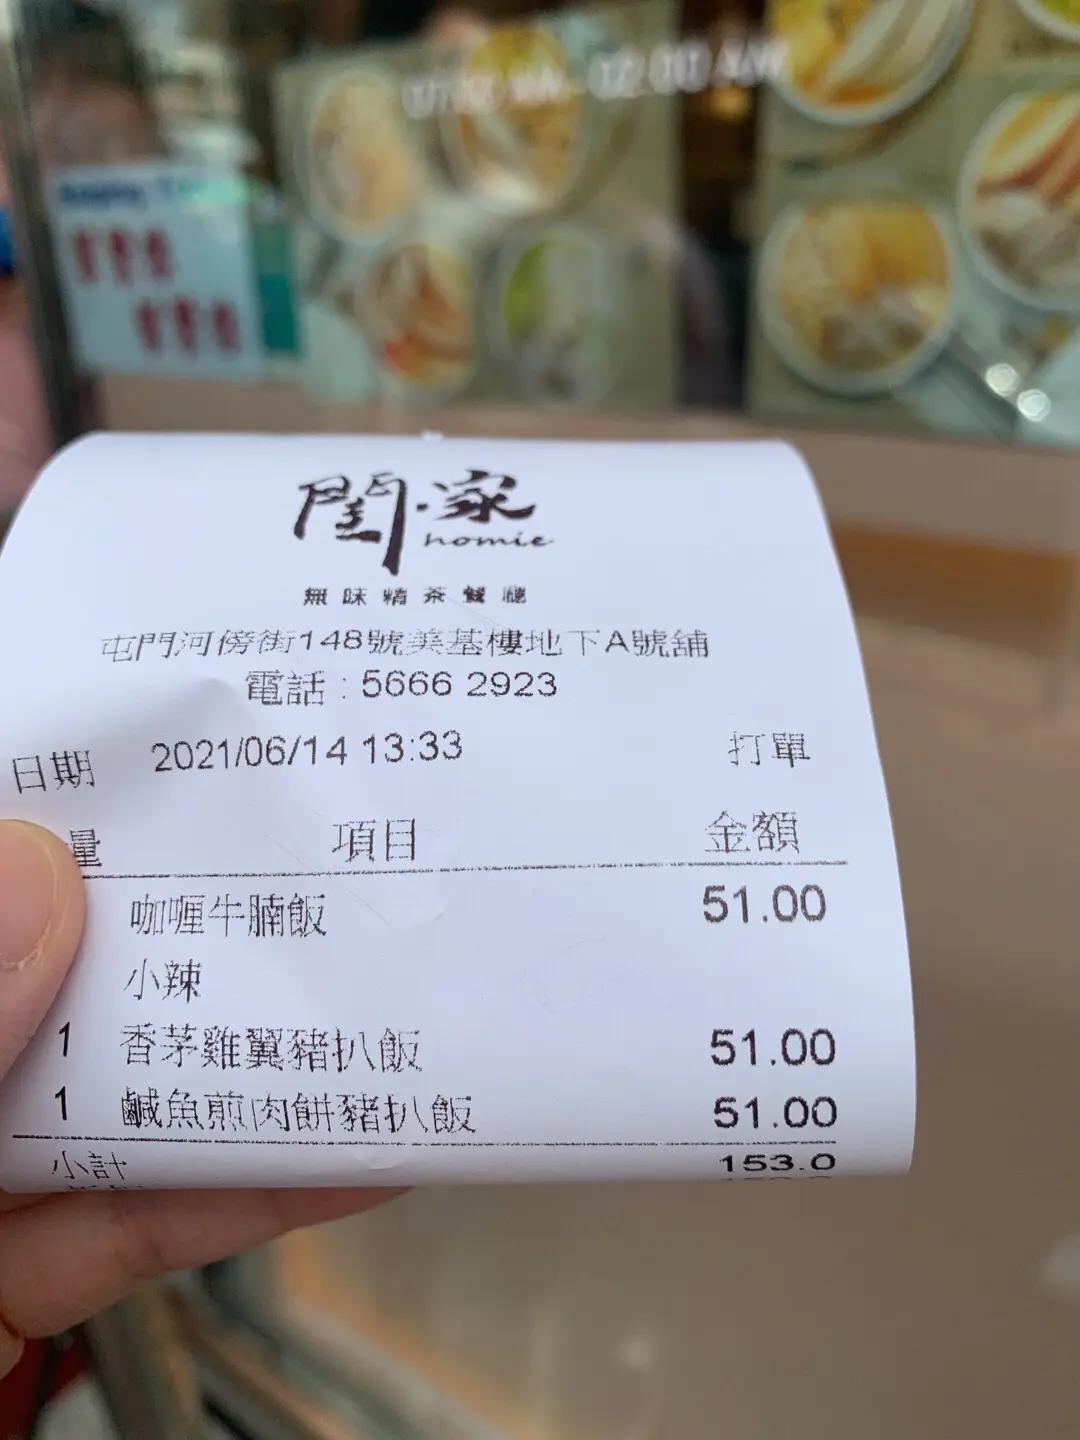 閨·家
homie
無味精茶餐廳
屯門河傍街148號美基樓地下A號舖
電話：5666 2923
日期 2021/06/14 13:33 打單
量 項目 金額
咖喱牛腩飯 51.00
小辣
1 香茅雞翼豬扒飯 51.00
1 鹹魚煎肉餅豬扒飯 51.00
小計 153.0